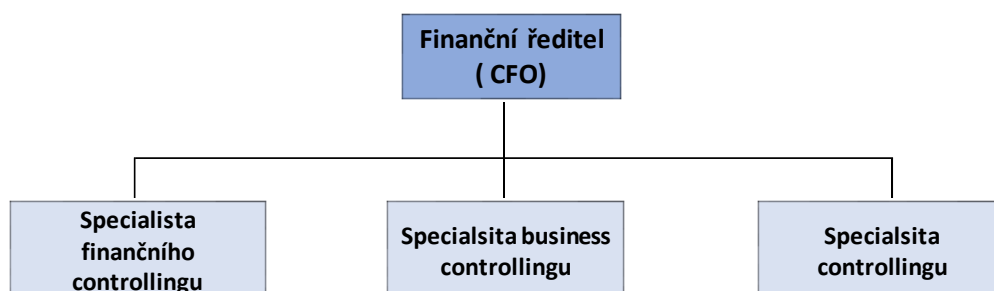 Finanční ředitel
( CFO)
Specialista
finančního
controllingu
Specialsita business
controllingu
Specialsita
controllingu